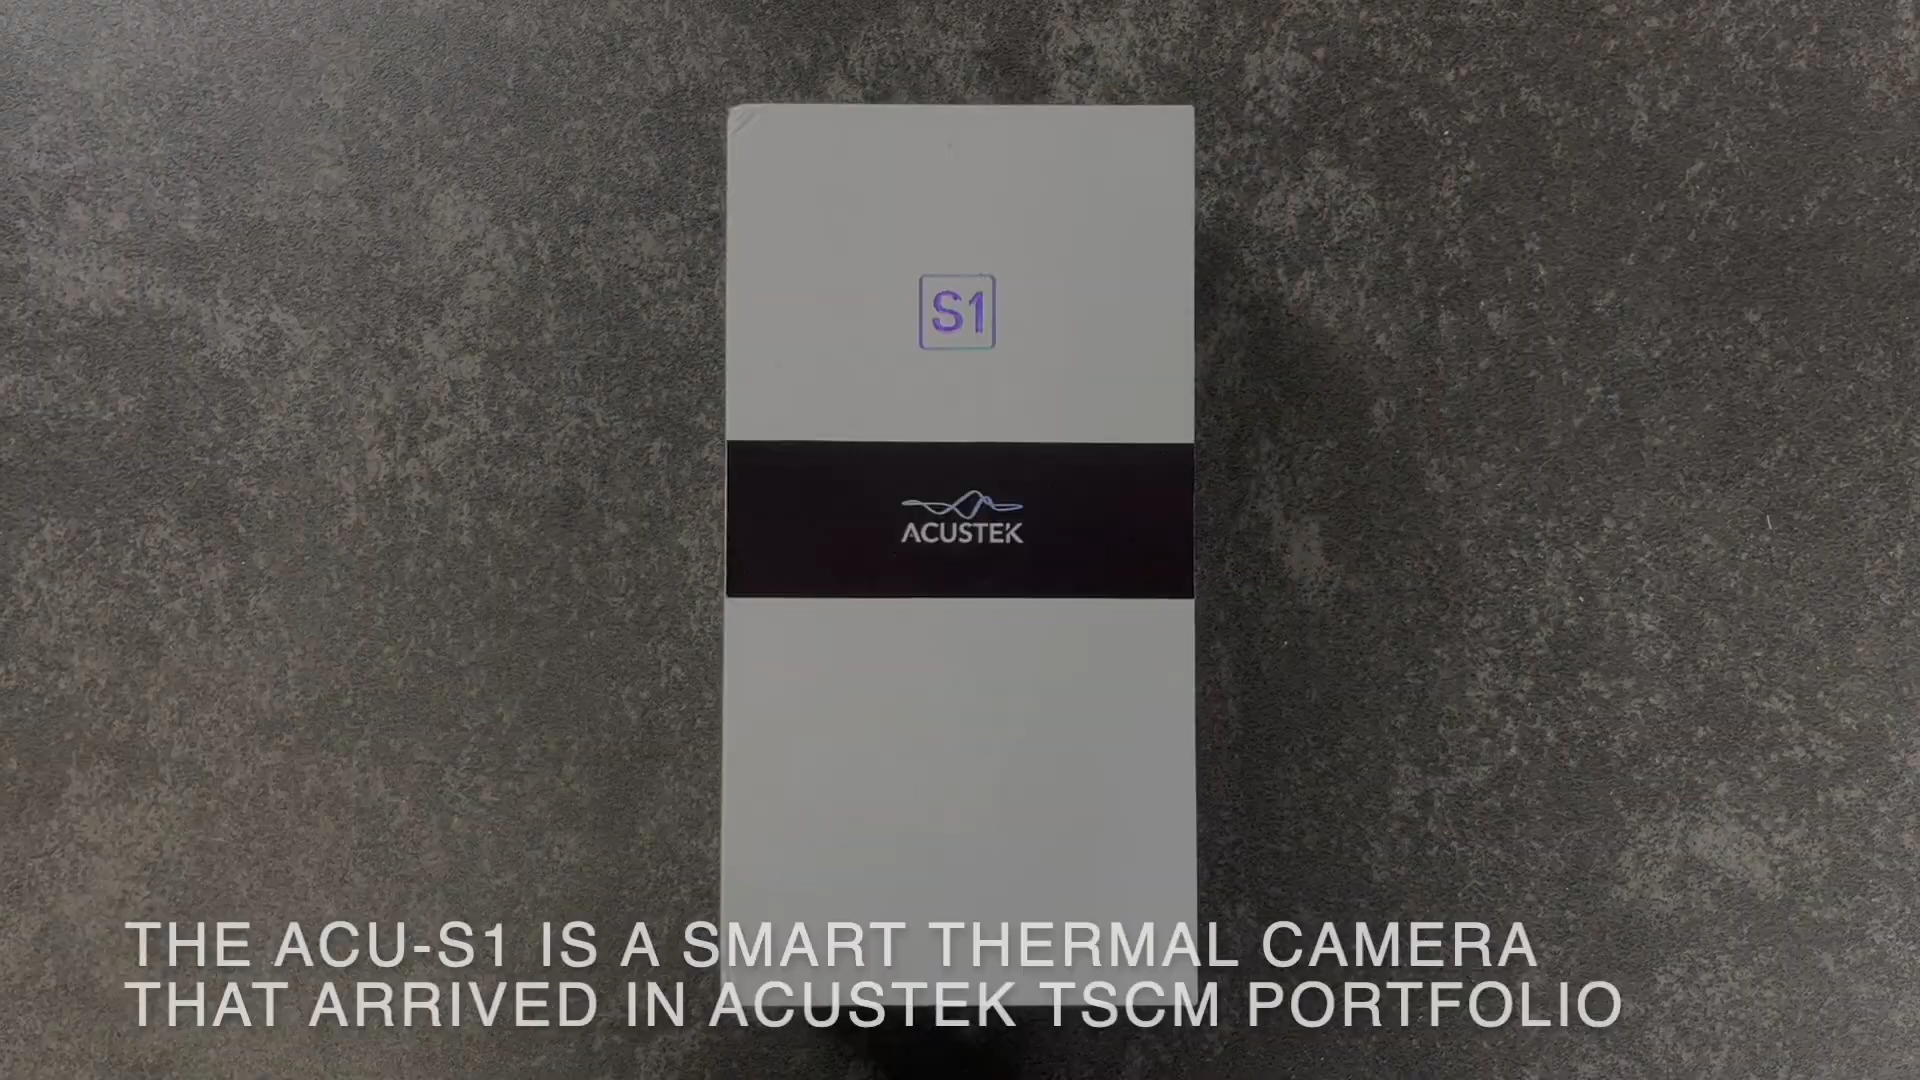 S1
ACUSTEK
THE ACU-S1 IS A SMART THERMAL CAMERA
THAT ARRIVED IN ACUSTEK TSCM PORTFOLIO